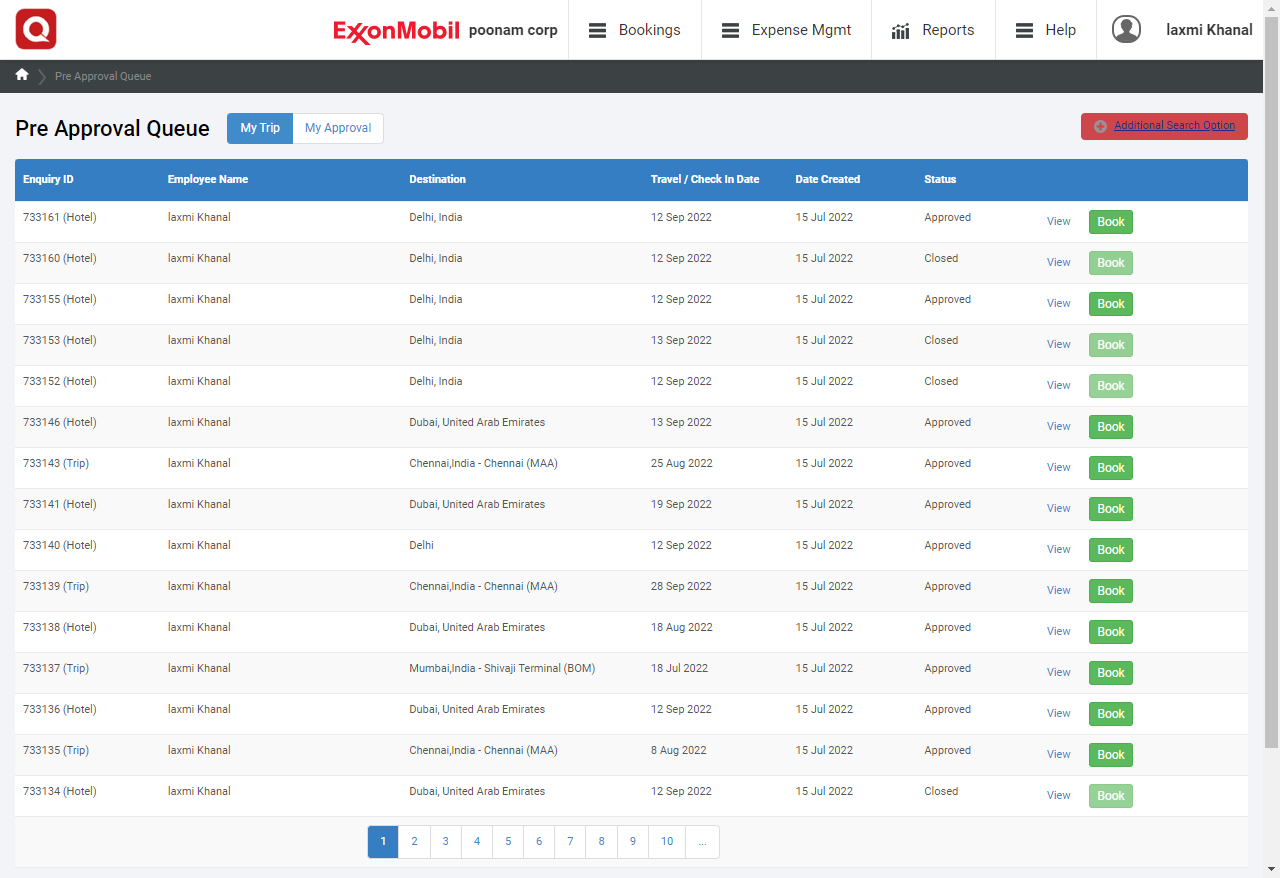 Q ExxonMobil poonam corp Bookings Expense Mgmt Reports Help laxmi Khanal
Pre Approval Queue
Pre Approval Queue My Trip My Approval Additional Search Option
Enquiry ID Employee Name Destination Travel / Check In Date Date Created Status
733161 (Hotel) laxmi Khanal Delhi, India 12 Sep 2022 15 Jul 2022 Approved View Book
733160 (Hotel) laxmi Khanal Delhi, India 12 Sep 2022 15 Jul 2022 Closed View Book
733155 (Hotel) laxmi Khanal Delhi, India 12 Sep 2022 15 Jul 2022 Approved View Book
733153 (Hotel) laxmi Khanal Delhi, India 13 Sep 2022 15 Jul 2022 Closed View Book
733152 (Hotel) laxmi Khanal Delhi, India 12 Sep 2022 15 Jul 2022 Closed View Book
733146 (Hotel) laxmi Khanal Dubai, United Arab Emirates 13 Sep 2022 15 Jul 2022 Approved View Book
733143 (Trip) laxmi Khanal Chennai,India - Chennai (MAA) 25 Aug 2022 15 Jul 2022 Approved View Book
733141 (Hotel) laxmi Khanal Dubai, United Arab Emirates 19 Sep 2022 15 Jul 2022 Approved View Book
733140 (Hotel) laxmi Khanal Delhi 12 Sep 2022 15 Jul 2022 Approved View Book
733139 (Trip) laxmi Khanal Chennai,India - Chennai (MAA) 28 Sep 2022 15 Jul 2022 Approved View Book
733138 (Hotel) laxmi Khanal Dubai, United Arab Emirates 18 Aug 2022 15 Jul 2022 Approved View Book
733137 (Trip) laxmi Khanal Mumbai,India - Shivaji Terminal (BOM) 18 Jul 2022 15 Jul 2022 Approved View Book
733136 (Hotel) laxmi Khanal Dubai, United Arab Emirates 12 Sep 2022 15 Jul 2022 Approved View Book
733135 (Trip) laxmi Khanal Chennai,India - Chennai (MAA) 8 Aug 2022 15 Jul 2022 Approved View Book
733134 (Hotel) laxmi Khanal Dubai, United Arab Emirates 12 Sep 2022 15 Jul 2022 Closed View Book
1 2 3 4 5 6 7 8 9 10 ...